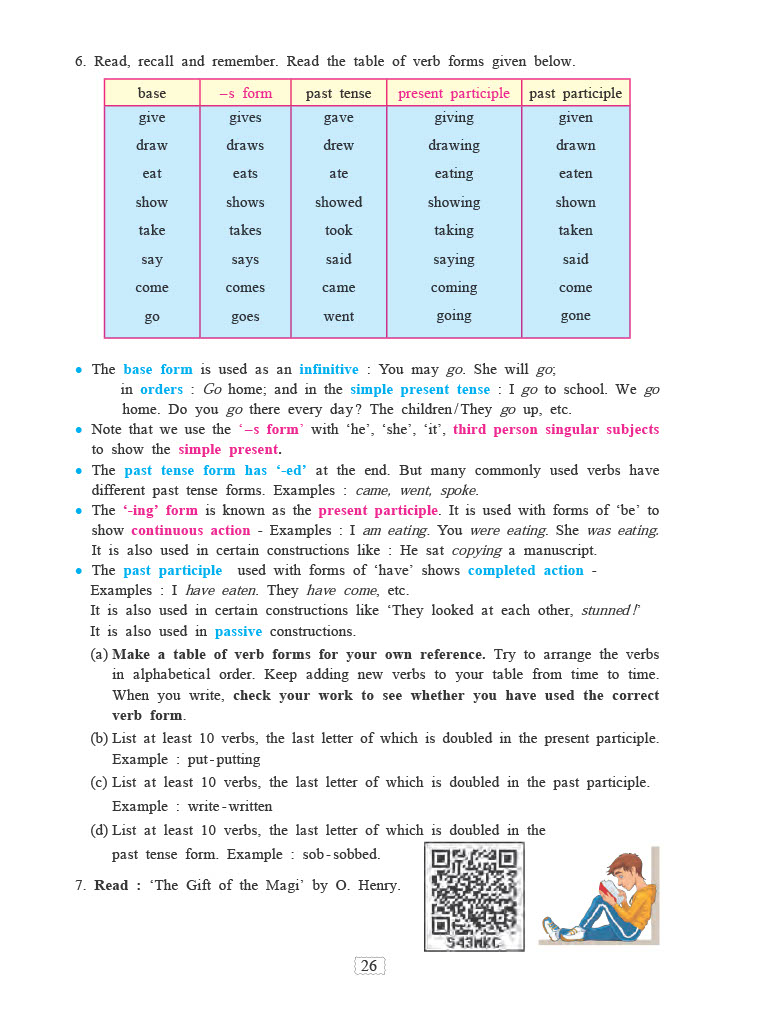 6. Read, recall and remember. Read the table of verb forms given below.
base –s form past tense present participle past participle
give gives gave giving given
draw draws drew drawing drawn
eat eats ate eating eaten
show shows showed showing shown
take takes took taking taken
say says said saying said
come comes came coming come
go goes went going gone
• The base form is used as an infinitive : You may go. She will go;
in orders : Go home; and in the simple present tense : I go to school. We go
home. Do you go there every day? The children/They go up, etc.
• Note that we use the ‘–s form’ with ‘he’, ‘she’, ‘it’, third person singular subjects
to show the simple present.
• The past tense form has ‘-ed’ at the end. But many commonly used verbs have
different past tense forms. Examples : came, went, spoke.
• The ‘-ing’ form is known as the present participle. It is used with forms of ‘be’ to
show continuous action - Examples : I am eating. You were eating. She was eating.
It is also used in certain constructions like : He sat copying a manuscript.
• The past participle used with forms of ‘have’ shows completed action -
Examples : I have eaten. They have come, etc.
It is also used in certain constructions like ‘They looked at each other, stunned!’
It is also used in passive constructions.
(a) Make a table of verb forms for your own reference. Try to arrange the verbs
in alphabetical order. Keep adding new verbs to your table from time to time.
When you write, check your work to see whether you have used the correct
verb form.
(b) List at least 10 verbs, the last letter of which is doubled in the present participle.
Example : put-putting
(c) List at least 10 verbs, the last letter of which is doubled in the past participle.
Example : write-written
(d) List at least 10 verbs, the last letter of which is doubled in the
past tense form. Example : sob-sobbed.
7. Read : ‘The Gift of the Magi’ by O. Henry.
S43MKC
26